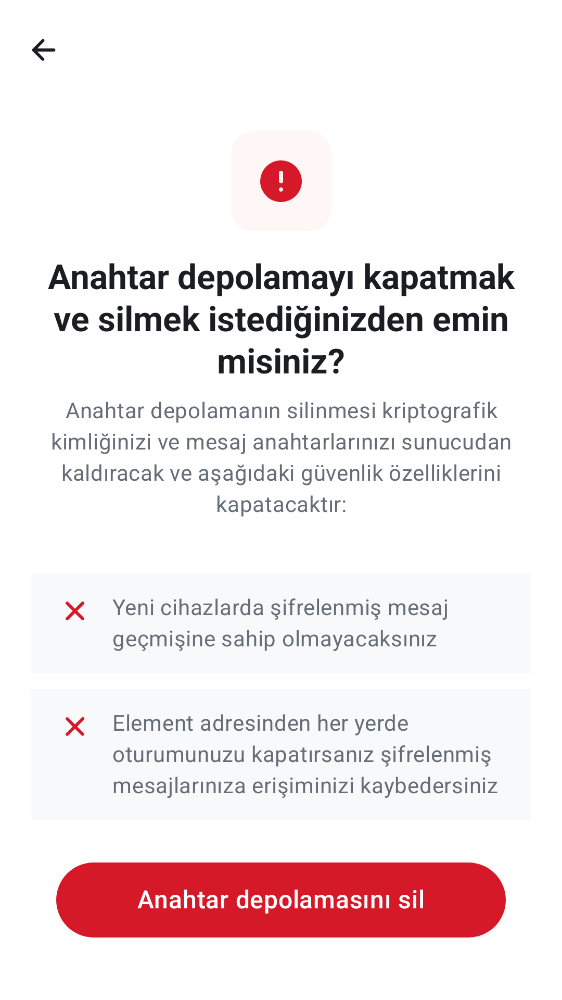 Anahtar depolamayı kapatmak
ve silmek istediğinizden emin
misiniz?
Anahtar depolamanın silinmesi kriptografik
kimliğinizi ve mesaj anahtarlarınızı sunucudan
kaldıracak ve aşağıdaki güvenlik özelliklerini
kapatacaktır:
Yeni cihazlarda şifrelenmiş mesaj
geçmişine sahip olmayacaksınız
Element adresinden her yerde
oturumunuzu kapatırsanız şifrelenmiş
mesajlarınıza erişiminizi kaybedersiniz
Anahtar depolamasını sil